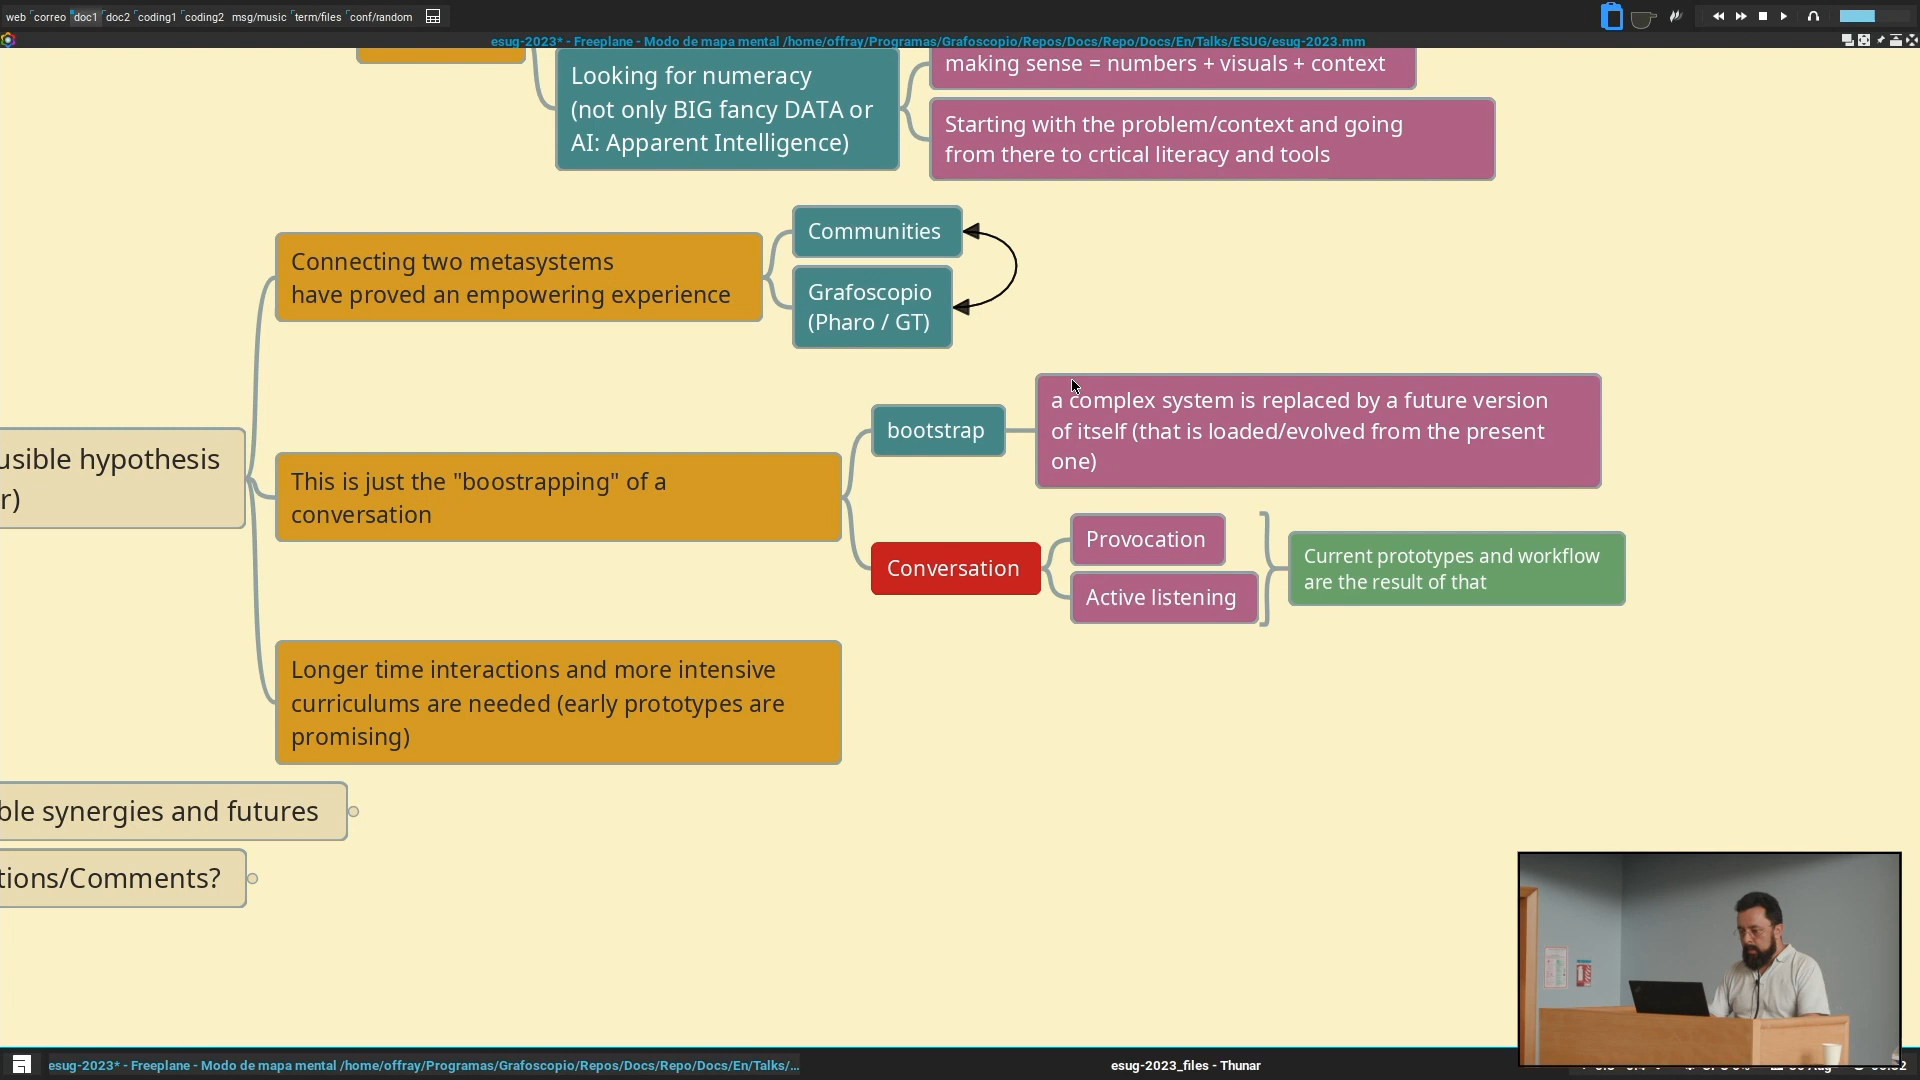 web correo doc1 doc2 coding1 coding2 msg/music term/files conf/random
esug-2023* - Freeplane - Modo de mapa mental /home/offray/Programas/Grafoscopio/Repos/Docs/Repo/Docs/En/Talks/ESUG/esug-2023.mm
making sense = numbers + visuals + context
Looking for numeracy
(not only BIG fancy DATA or
AI: Apparent Intelligence)
Starting with the problem/context and going
from there to crtical literacy and tools
Connecting two metasystems
have proved an empowering experience
Communities
Grafoscopio
(Pharo / GT)
usible hypothesis
r)
This is just the "boostrapping" of a
conversation
bootstrap
a complex system is replaced by a future version
of itself (that is loaded/evolved from the present
one)
Conversation
Provocation
Active listening
Current prototypes and workflow
are the result of that
Longer time interactions and more intensive
curriculums are needed (early prototypes are
promising)
ble synergies and futures
tions/Comments?
esug-2023* - Freeplane - Modo de mapa mental /home/offray/Programas/Grafoscopio/Repos/Docs/Repo/Docs/En/Talks/...
esug-2023_files - Thunar